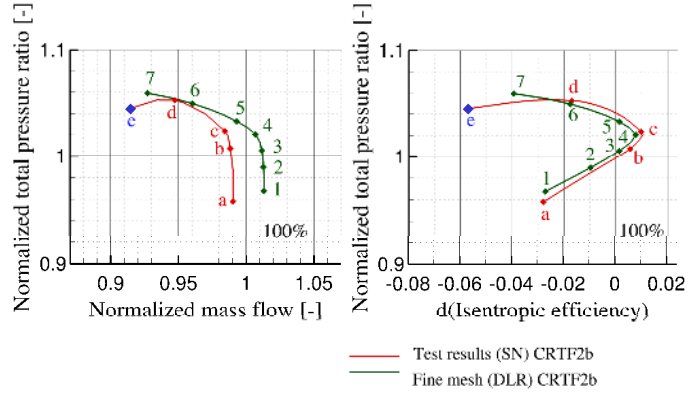 Normalized total pressure ratio [-]
1.1
1
0.9
7
6
5
4
3
2
1
e
d
c
b
a
100%
0.9 0.95 1 1.05
Normalized mass flow [-]
Normalized total pressure ratio [-]
1.1
1
0.9
7
d
6
5
4
c
3
b
2
1
a
e
100%
-0.08 -0.06 -0.04 -0.02 0 0.02
d(Isentropic efficiency)
Test results (SN) CRTF2b
Fine mesh (DLR) CRTF2b